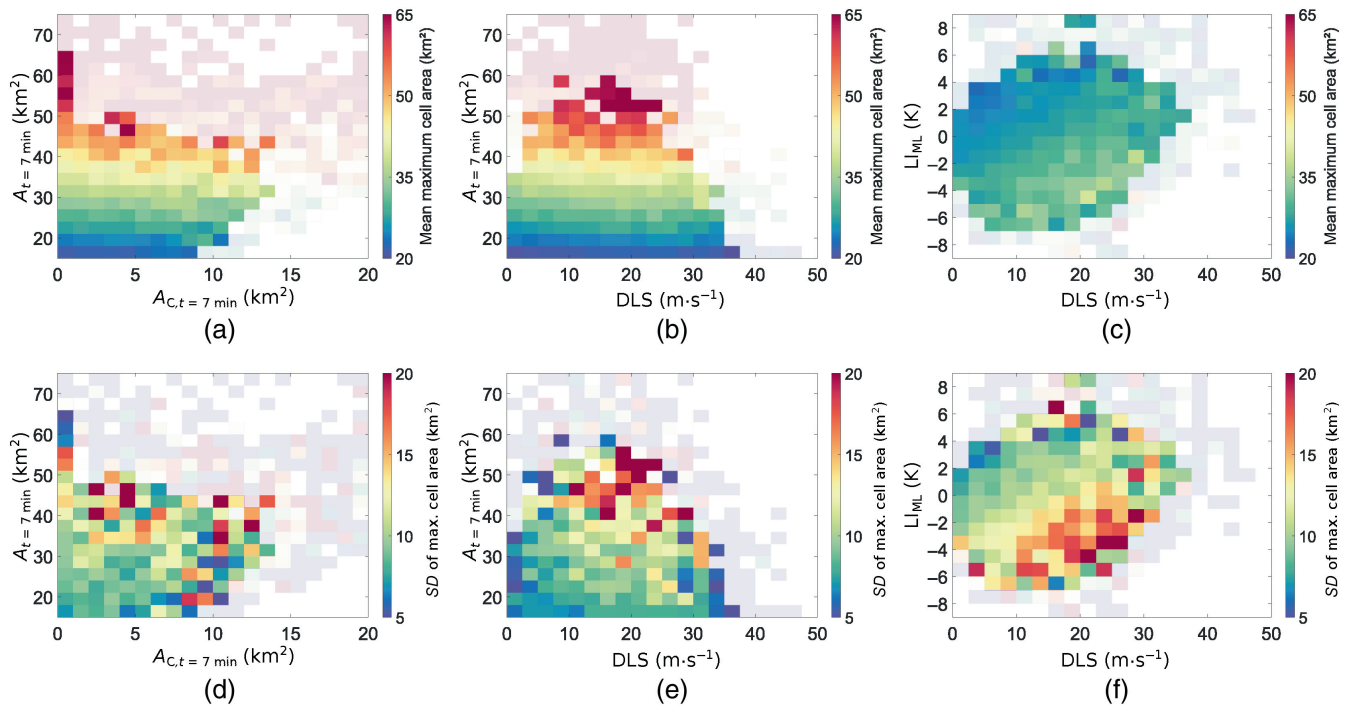 70
60
50
40
30
20
A t = 7 min (km²)
0 5 10 15 20
A C,t = 7 min (km²)
65
50
35
20
Mean maximum cell area (km²)
(a)
70
60
50
40
30
20
A t = 7 min (km²)
0 10 20 30 40 50
DLS (m·s⁻¹)
65
50
35
20
Mean maximum cell area (km²)
(b)
8
6
4
2
0
−2
−4
−6
−8
LI ML (K)
0 10 20 30 40 50
DLS (m·s⁻¹)
65
50
35
20
Mean maximum cell area (km²)
(c)
70
60
50
40
30
20
A t = 7 min (km²)
0 5 10 15 20
A C,t = 7 min (km²)
20
15
10
5
SD of max. cell area (km²)
(d)
70
60
50
40
30
20
A t = 7 min (km²)
0 10 20 30 40 50
DLS (m·s⁻¹)
20
15
10
5
SD of max. cell area (km²)
(e)
8
6
4
2
0
−2
−4
−6
−8
LI ML (K)
0 10 20 30 40 50
DLS (m·s⁻¹)
20
15
10
5
SD of max. cell area (km²)
(f)